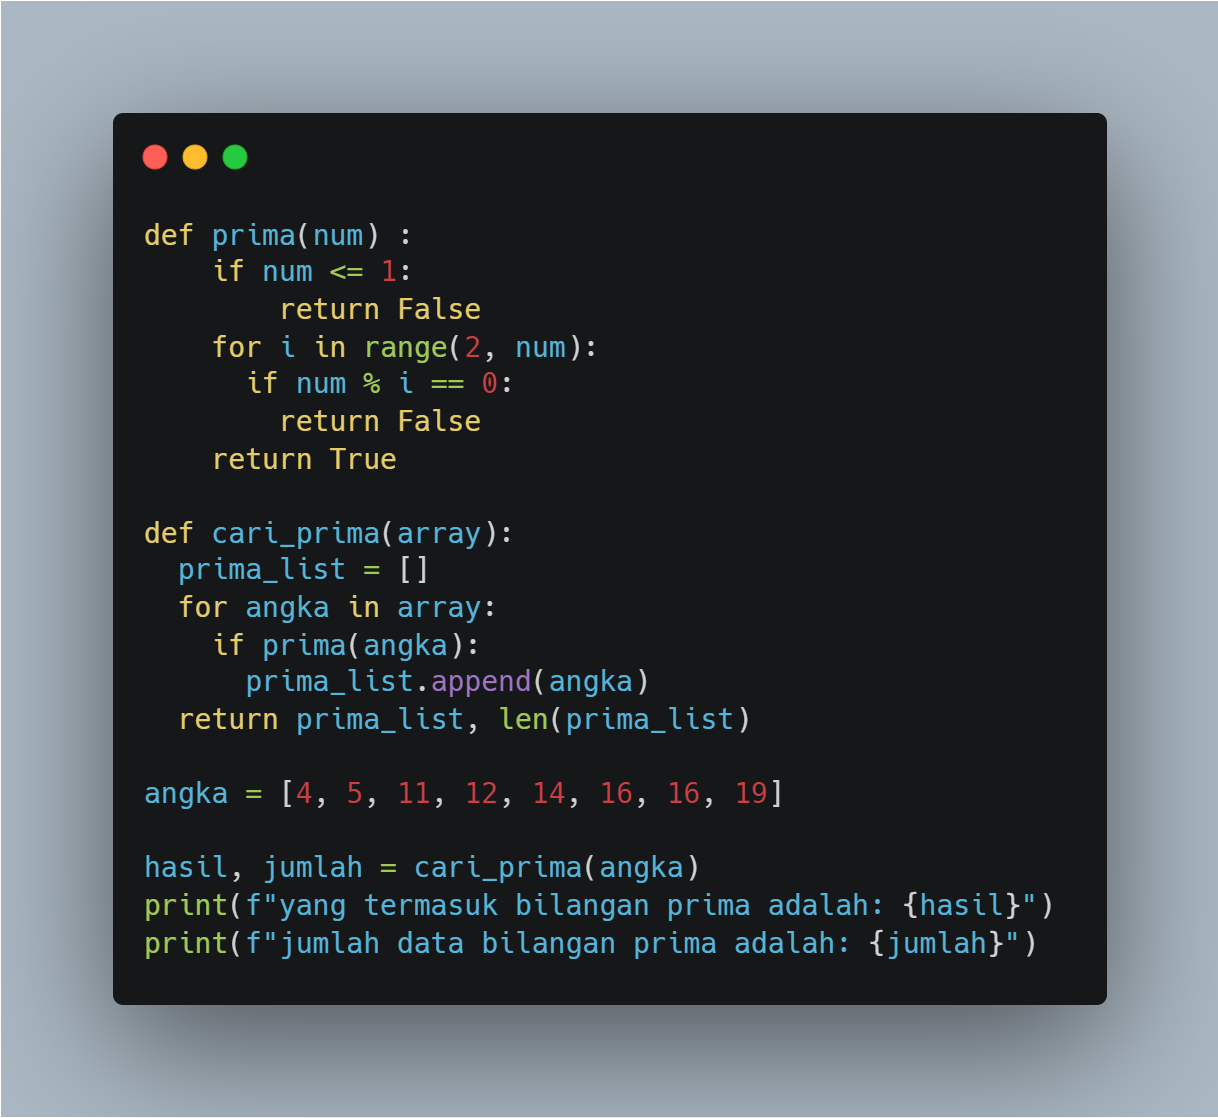 def prima(num) :
    if num <= 1:
        return False
    for i in range(2, num):
      if num % i == 0:
        return False
    return True

def cari_prima(array):
  prima_list = []
  for angka in array:
    if prima(angka):
      prima_list.append(angka)
  return prima_list, len(prima_list)

angka = [4, 5, 11, 12, 14, 16, 16, 19]

hasil, jumlah = cari_prima(angka)
print(f"yang termasuk bilangan prima adalah: {hasil}")
print(f"jumlah data bilangan prima adalah: {jumlah}")